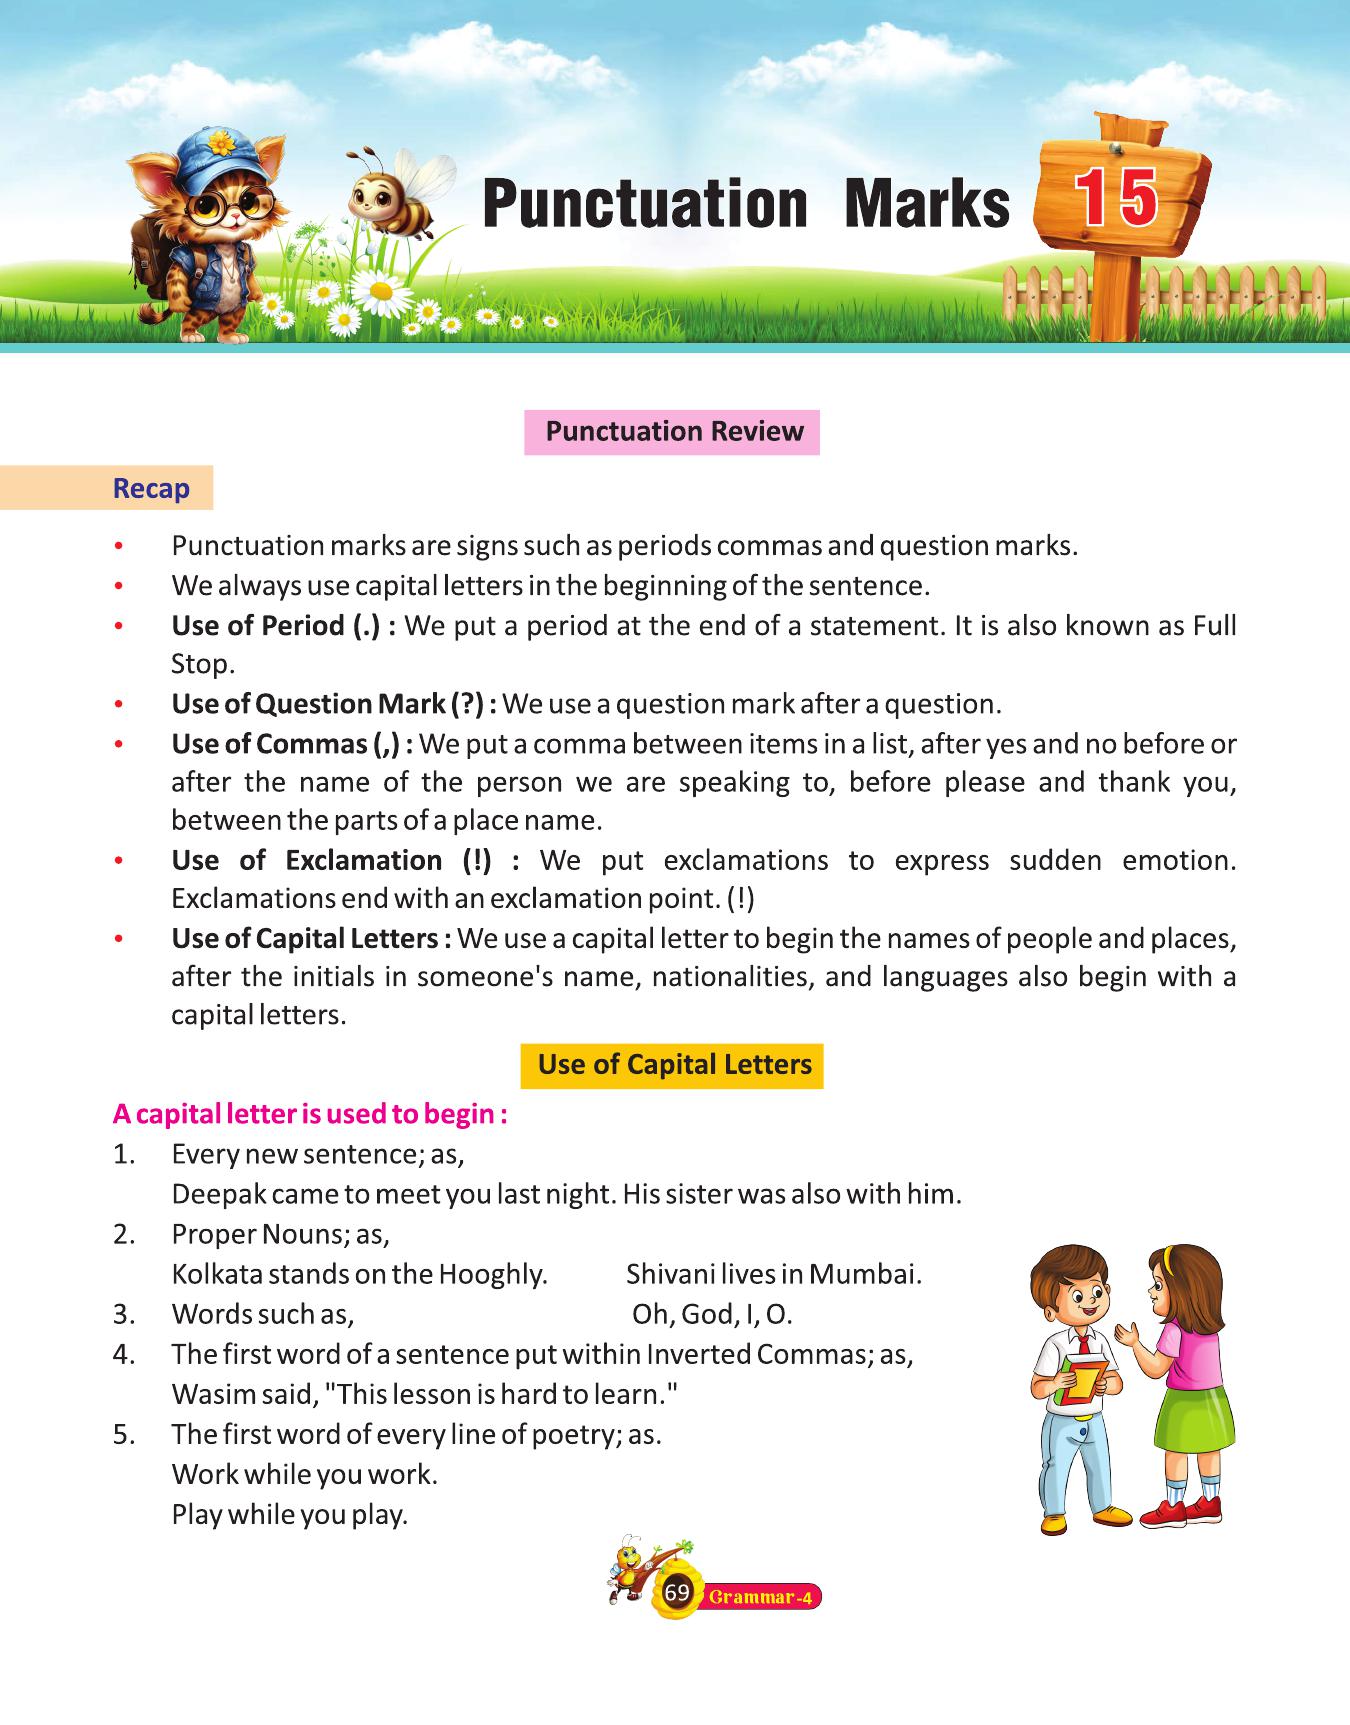 Punctuation Marks 15
Punctuation Review
Recap
• Punctuation marks are signs such as periods commas and question marks.
• We always use capital letters in the beginning of the sentence.
• Use of Period (.) : We put a period at the end of a statement. It is also known as Full
Stop.
• Use of Question Mark (?) : We use a question mark after a question.
• Use of Commas (,) : We put a comma between items in a list, after yes and no before or
after the name of the person we are speaking to, before please and thank you,
between the parts of a place name.
• Use of Exclamation (!) : We put exclamations to express sudden emotion.
Exclamations end with an exclamation point. (!)
• Use of Capital Letters : We use a capital letter to begin the names of people and places,
after the initials in someone's name, nationalities, and languages also begin with a
capital letters.
Use of Capital Letters
A capital letter is used to begin :
1. Every new sentence; as,
Deepak came to meet you last night. His sister was also with him.
2. Proper Nouns; as,
Kolkata stands on the Hooghly. Shivani lives in Mumbai.
3. Words such as, Oh, God, I, O.
4. The first word of a sentence put within Inverted Commas; as,
Wasim said, "This lesson is hard to learn."
5. The first word of every line of poetry; as.
Work while you work.
Play while you play.
69 Grammar-4